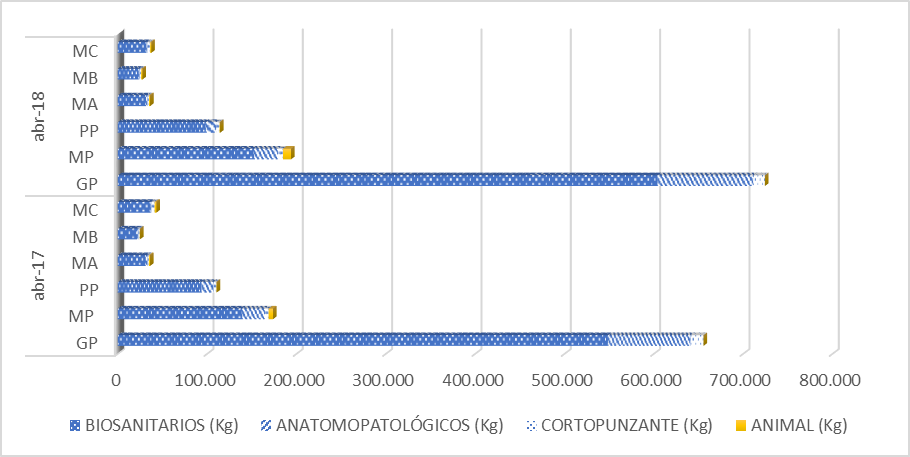 abr-18
MC
MB
MA
PP
MP
GP
abr-17
MC
MB
MA
PP
MP
GP
0 100.000 200.000 300.000 400.000 500.000 600.000 700.000 800.000
BIOSANITARIOS (Kg) ANATOMOPATOLÓGICOS (Kg) CORTOPUNZANTE (Kg) ANIMAL (Kg)